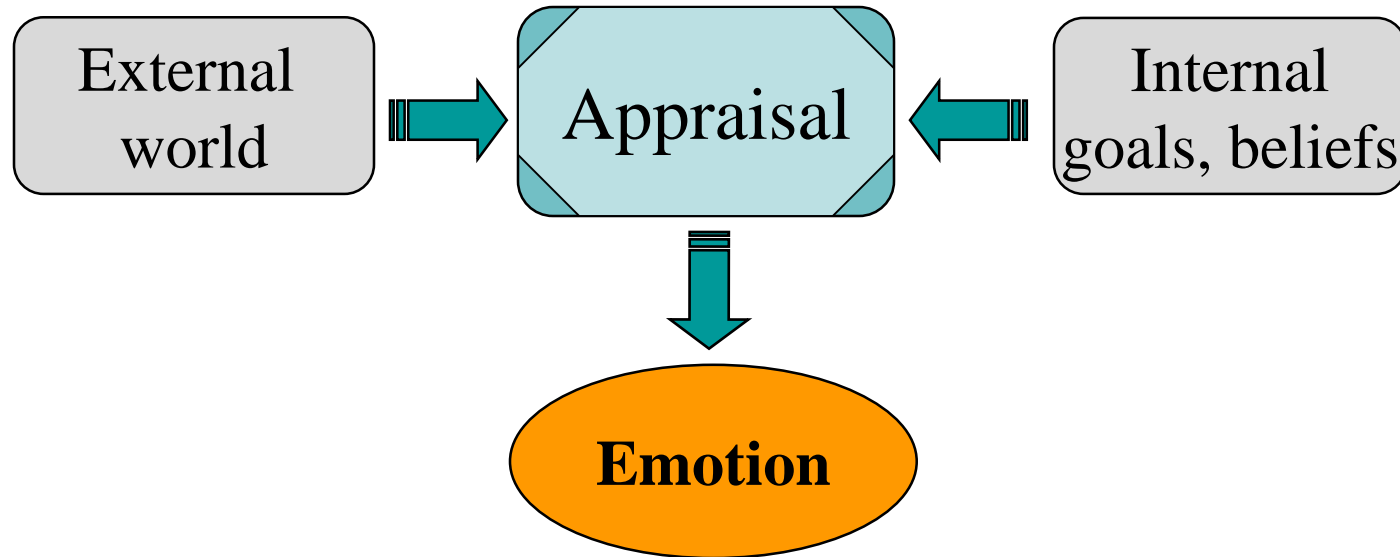 External
world
Appraisal
Internal
goals, beliefs
Emotion